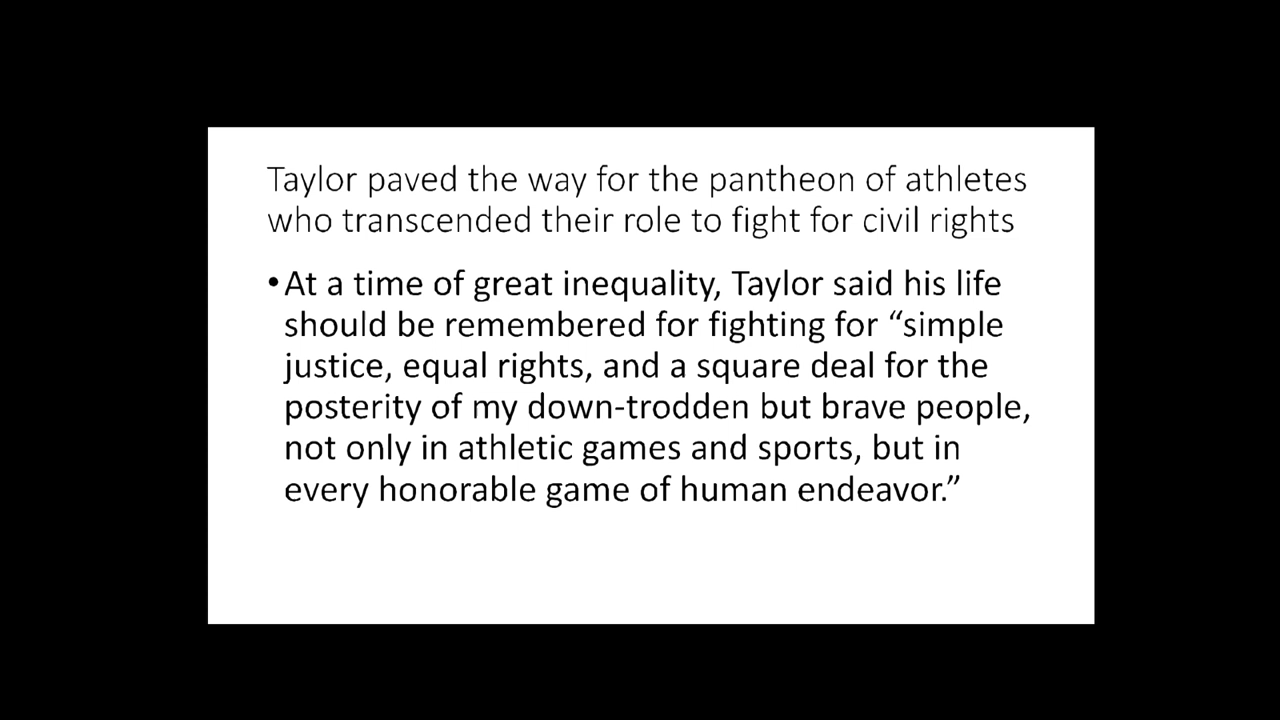 Taylor paved the way for the pantheon of athletes
who transcended their role to fight for civil rights
•At a time of great inequality, Taylor said his life
should be remembered for fighting for “simple
justice, equal rights, and a square deal for the
posterity of my down-trodden but brave people,
not only in athletic games and sports, but in
every honorable game of human endeavor.”